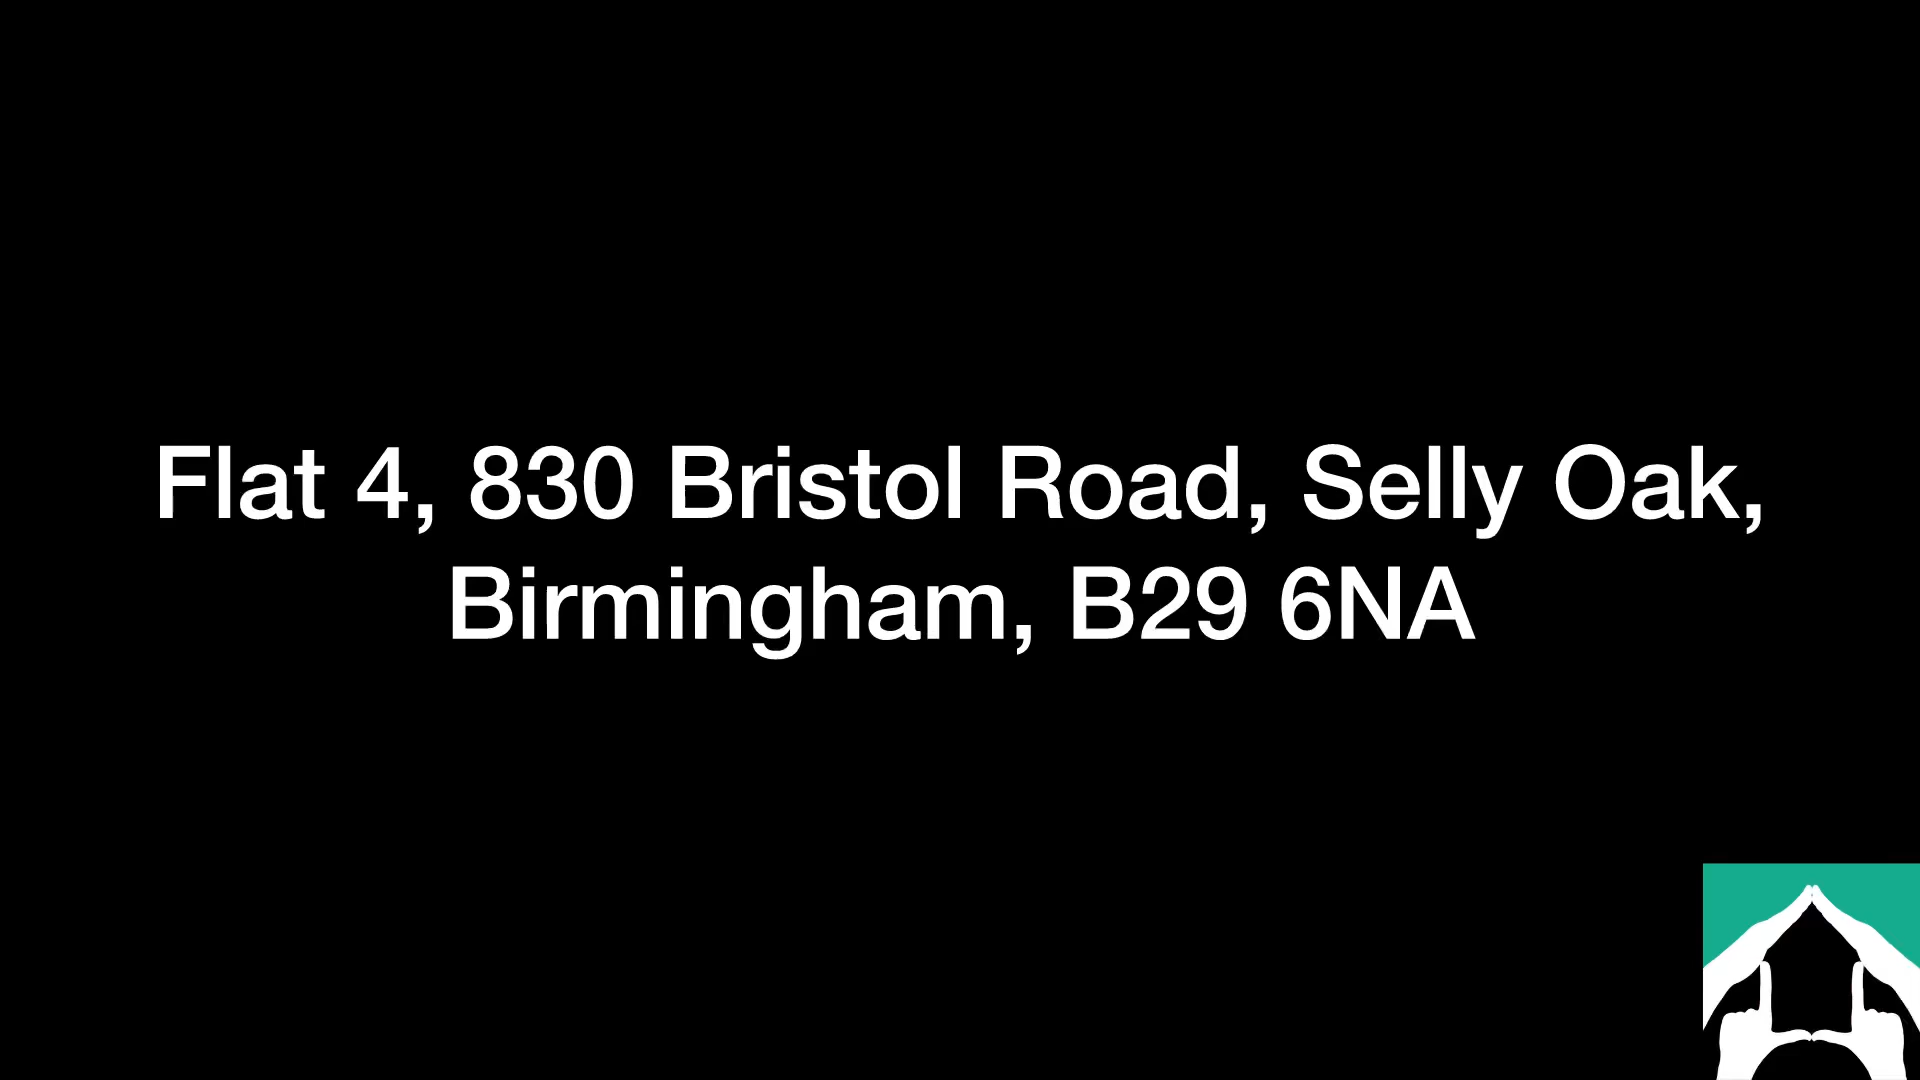 Flat 4, 830 Bristol Road, Selly Oak,
Birmingham, B29 6NA